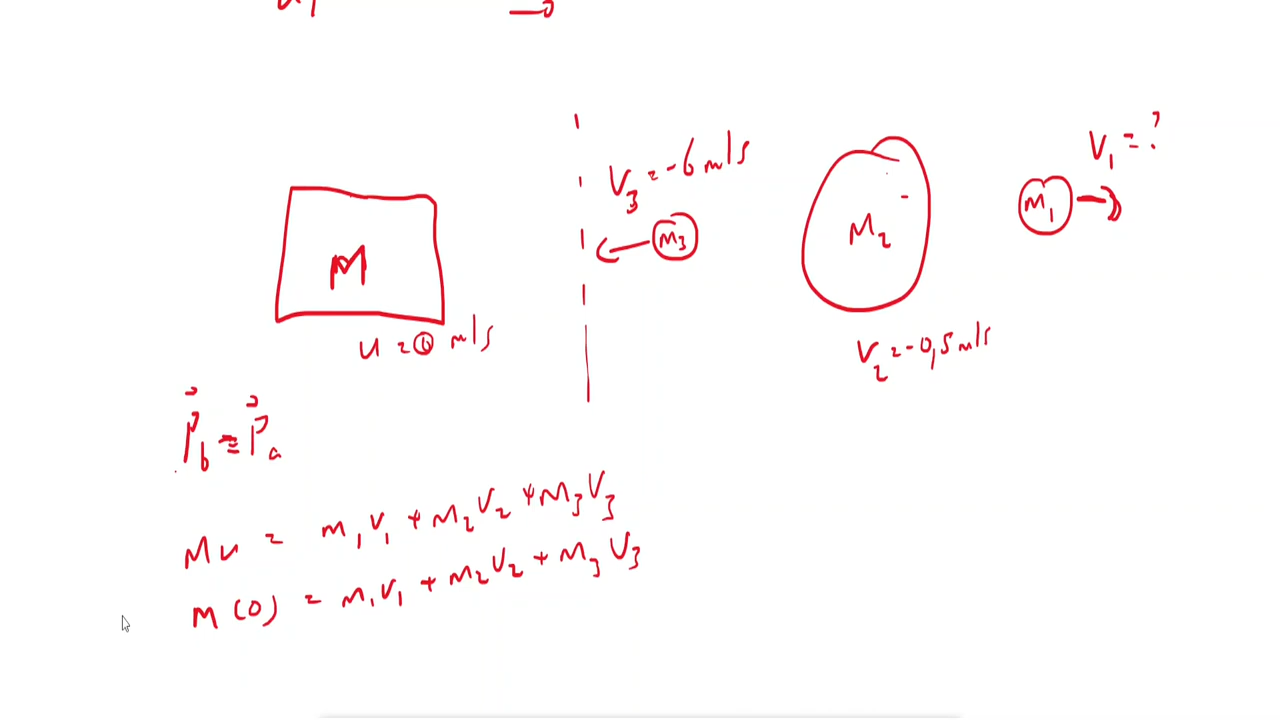 V₃ = -6 m/s
V₁ = ?
M
m₃
M₂
m₁
u = 0 m/s
V₂ = -0,5 m/s
P⃗b = P⃗a
Mu = m₁V₁ + M₂V₂ + M₃V₃
M(0) = m₁V₁ + M₂V₂ + M₃V₃